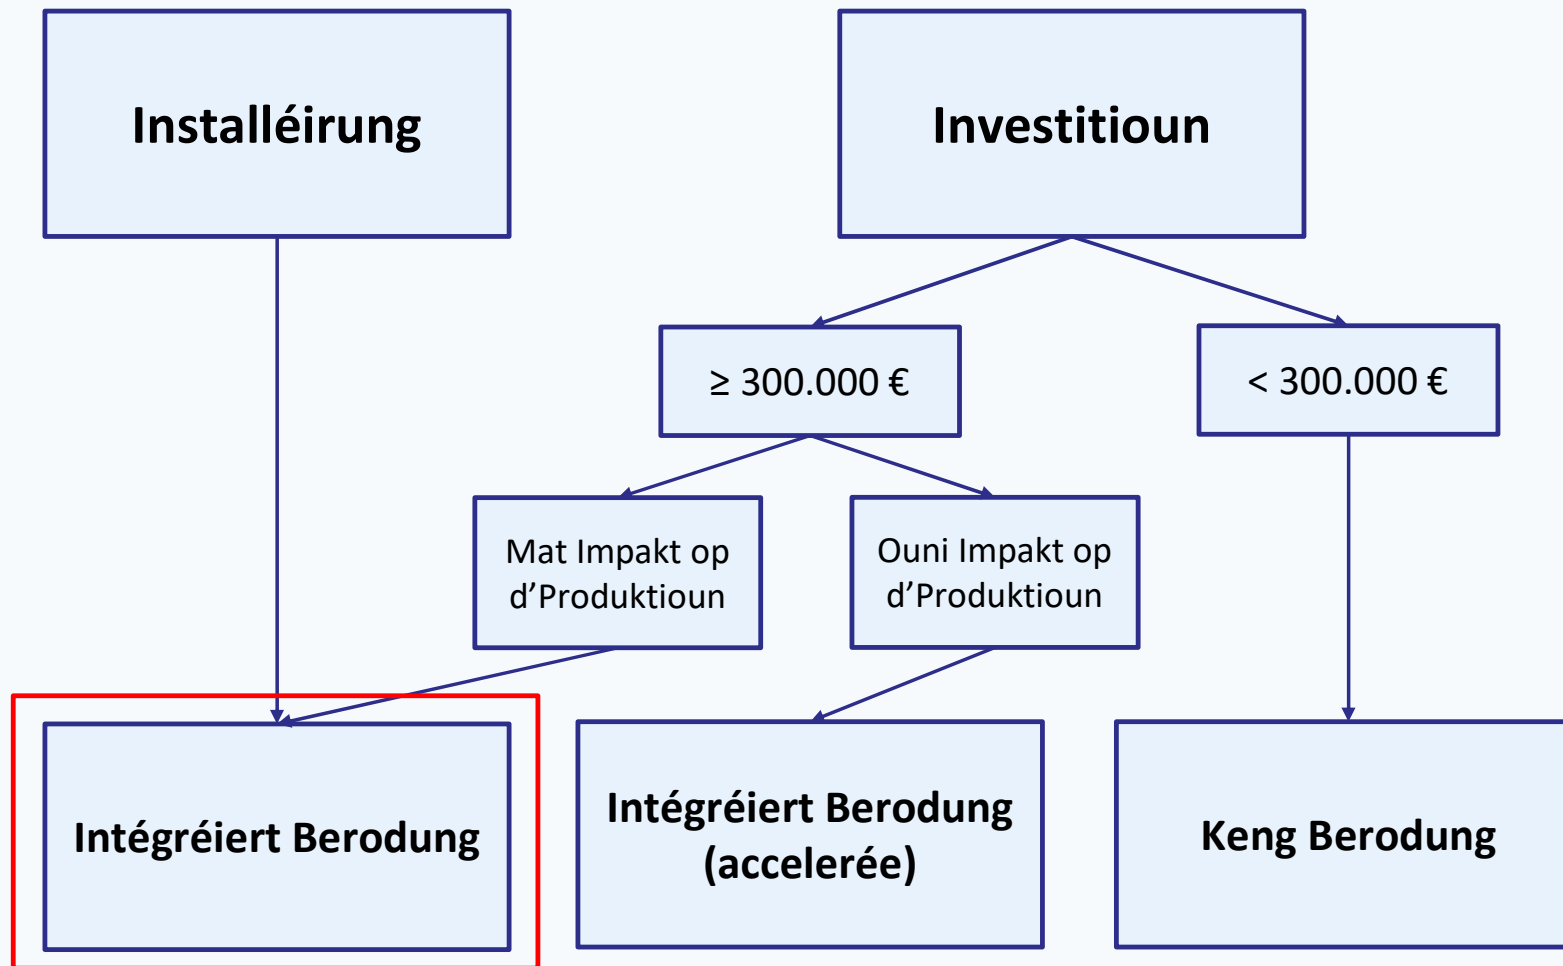 Installéirung
Investitioun
≥ 300.000 €
< 300.000 €
Mat Impakt op
d’Produktioun
Ouni Impakt op
d’Produktioun
Intégréiert Berodung
Intégréiert Berodung
(accelerée)
Keng Berodung